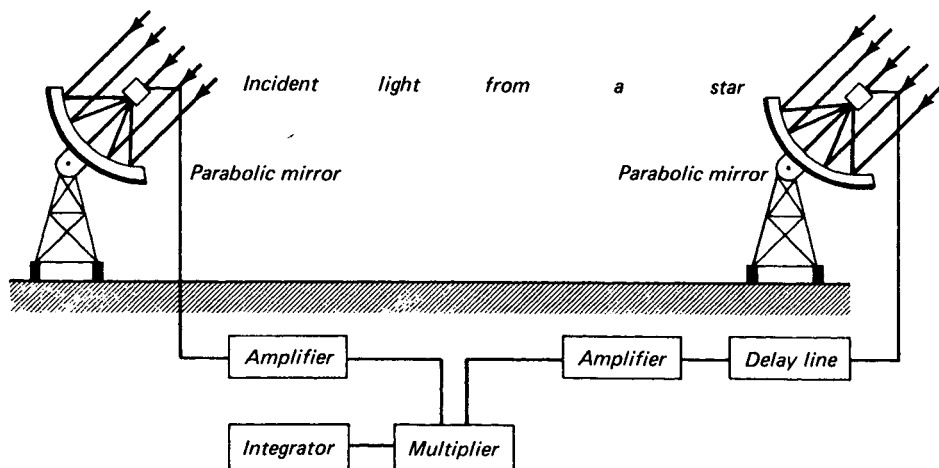 Incident light from a star
Parabolic mirror
Parabolic mirror
Amplifier
Amplifier
Delay line
Integrator
Multiplier